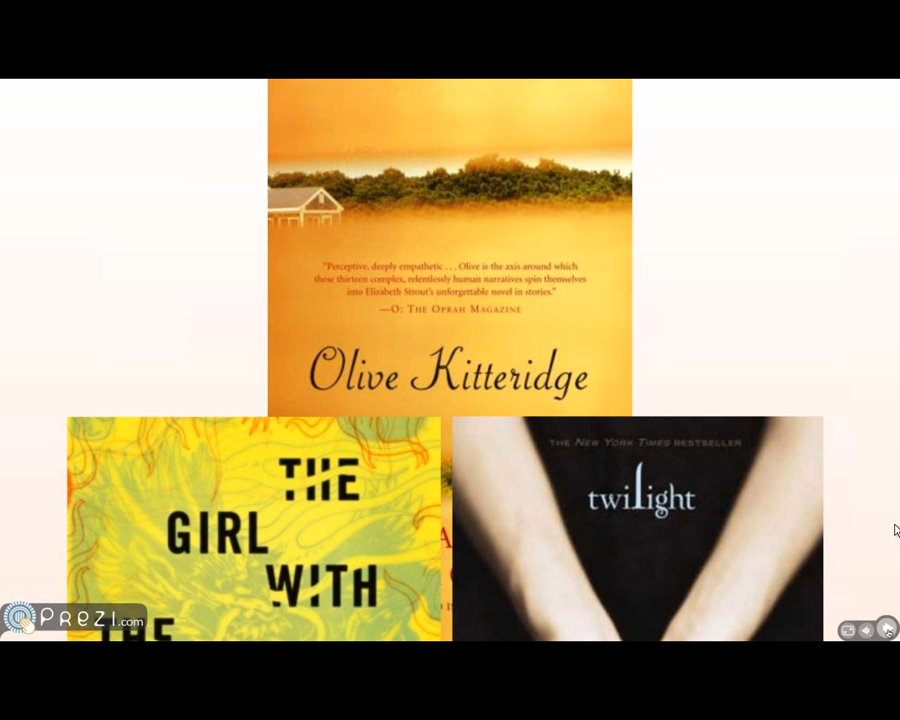 "Perceptive, deeply empathetic . . . Olive is the axis around which
these thirteen complex, relentlessly human narratives spin themselves
into Elizabeth Strout's unforgettable novel in stories."
—O: The Oprah Magazine
Olive Kitteridge
THE
GIRL
WITH
THE
THE NEW YORK TIMES BESTSELLER
twilight
Prezi.com